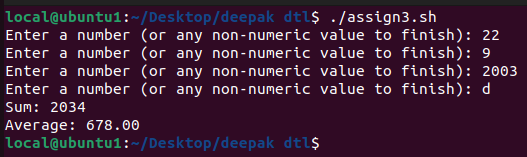 local@ubuntu1:~/Desktop/deepak dtl$ ./assign3.sh
Enter a number (or any non-numeric value to finish): 22
Enter a number (or any non-numeric value to finish): 9
Enter a number (or any non-numeric value to finish): 2003
Enter a number (or any non-numeric value to finish): d
Sum: 2034
Average: 678.00
local@ubuntu1:~/Desktop/deepak dtl$